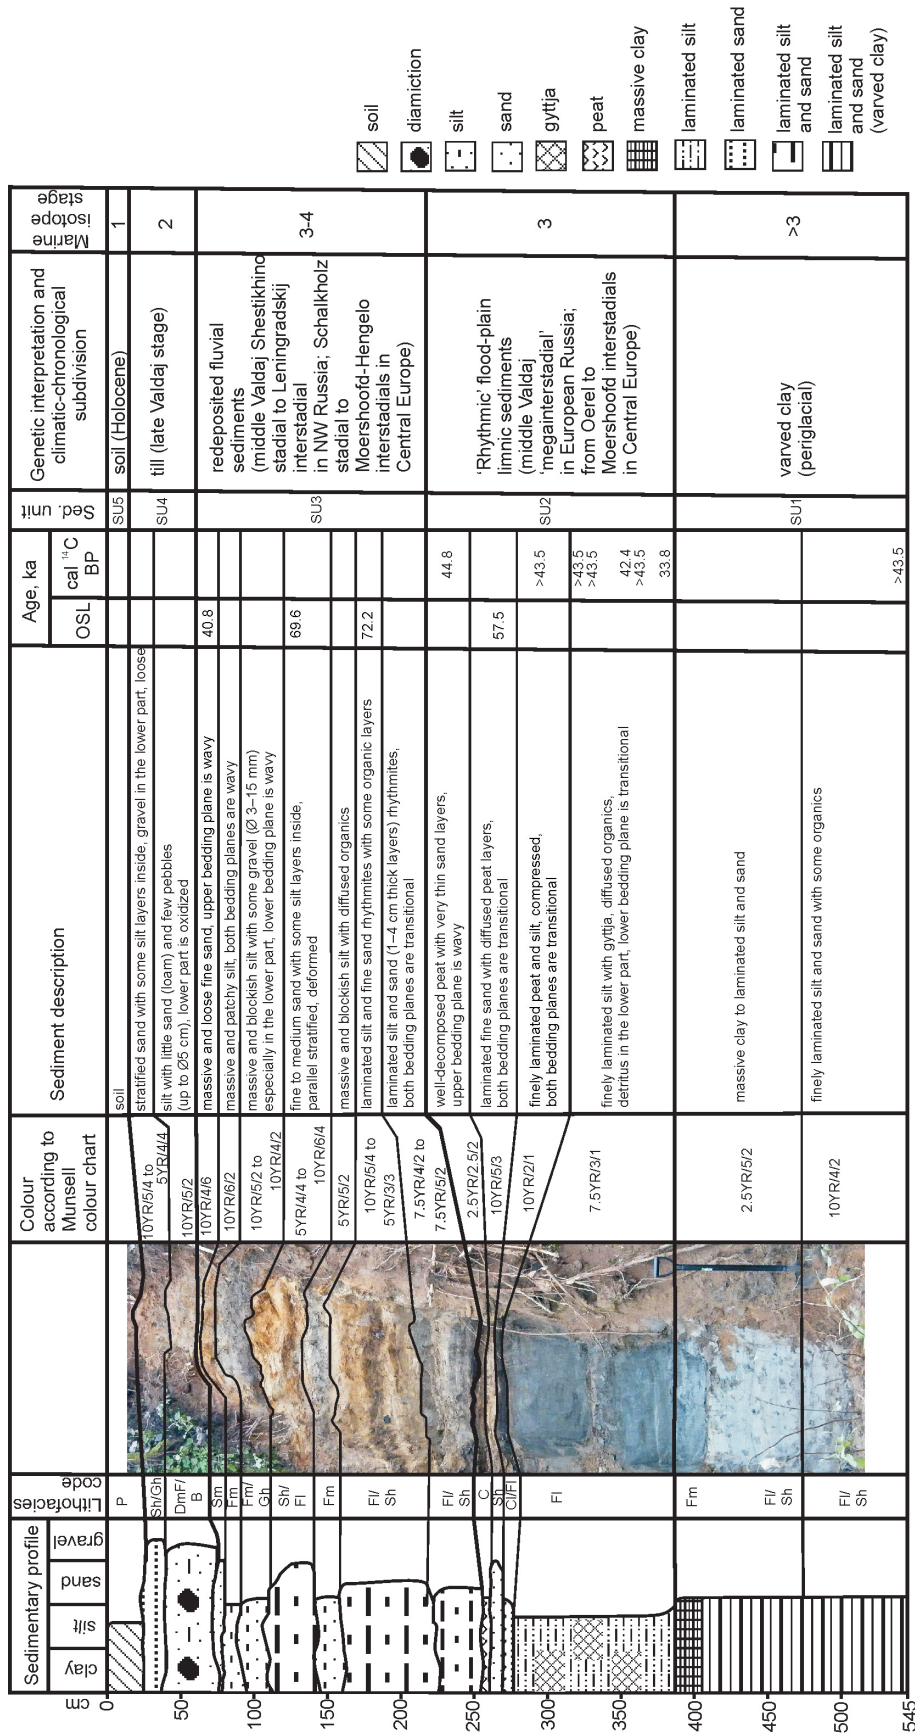 cm
Sedimentary profile
clay
silt
sand
gravel
Lithofacies
code
Colour
according to
Munsell
colour chart
Sediment description
Age, ka
OSL
cal 14C
BP
Sed. unit
Genetic interpretation and
climatic-chronological
subdivision
Marine
isotope
stage
0
50
100
150
200
250
300
350
400
450
500
545
P
Sh/Gh
DmF/
B
Sm
Fm
Fm/
Gh
Sh/
Fl
Fm
Fl/
Sh
Fl/
Sh
C
Sh
Cl/Fl
Fl
Fm
Fl/
Sh
Fl/
Sh
10YR/5/4 to
5YR/4/4
10YR/5/2
10YR/4/6
10YR/6/2
10YR/5/2 to
10YR/4/2
5YR/4/4 to
10YR/6/4
5YR/5/2
10YR/5/4 to
5YR/3/3
7.5YR/4/2 to
7.5YR/5/2
2.5YR/2.5/2
10YR/5/3
10YR/2/1
7.5YR/3/1
2.5YR/5/2
10YR/4/2
soil
stratified sand with some silt layers inside, gravel in the lower part, loose
silt with little sand (loam) and few pebbles
(up to Ø5 cm), lower part is oxidized
massive and loose fine sand, upper bedding plane is wavy
massive and patchy silt, both bedding planes are wavy
massive and blockish silt with some gravel (Ø 3–15 mm)
especially in the lower part, lower bedding plane is wavy
fine to medium sand with some silt layers inside,
parallel stratified, deformed
massive and blockish silt with diffused organics
laminated silt and fine sand rhythmites with some organic layers
laminated silt and sand (1–4 cm thick layers) rhythmites,
both bedding planes are transitional
well-decomposed peat with very thin sand layers,
upper bedding plane is wavy
laminated fine sand with diffused peat layers,
both bedding planes are transitional
finely laminated peat and silt, compressed,
both bedding planes are transitional
finely laminated silt with gyttja, diffused organics,
detritus in the lower part, lower bedding plane is transitional
massive clay to laminated silt and sand
finely laminated silt and sand with some organics
40.8
69.6
72.2
57.5
44.8
>43.5
>43.5
>43.5
42.4
>43.5
33.8
>43.5
SU5
SU4
SU3
SU2
SU1
soil (Holocene)
till (late Valdaj stage)
redeposited fluvial
sediments
(middle Valdaj Shestikhino
stadial to Leningradskij
interstadial
in NW Russia; Schalkholz
stadial to
Moershoofd-Hengelo
interstadials in
Central Europe)
‘Rhythmic’ flood-plain
limnic sediments
(middle Valdaj
‘megainterstadial’
in European Russia;
from Oerel to
Moershoofd interstadials
in Central Europe)
varved clay
(periglacial)
1
2
3-4
3
>3
soil
diamiction
silt
sand
gyttja
peat
massive clay
laminated silt
laminated sand
laminated silt
and sand
laminated silt
and sand
(varved clay)